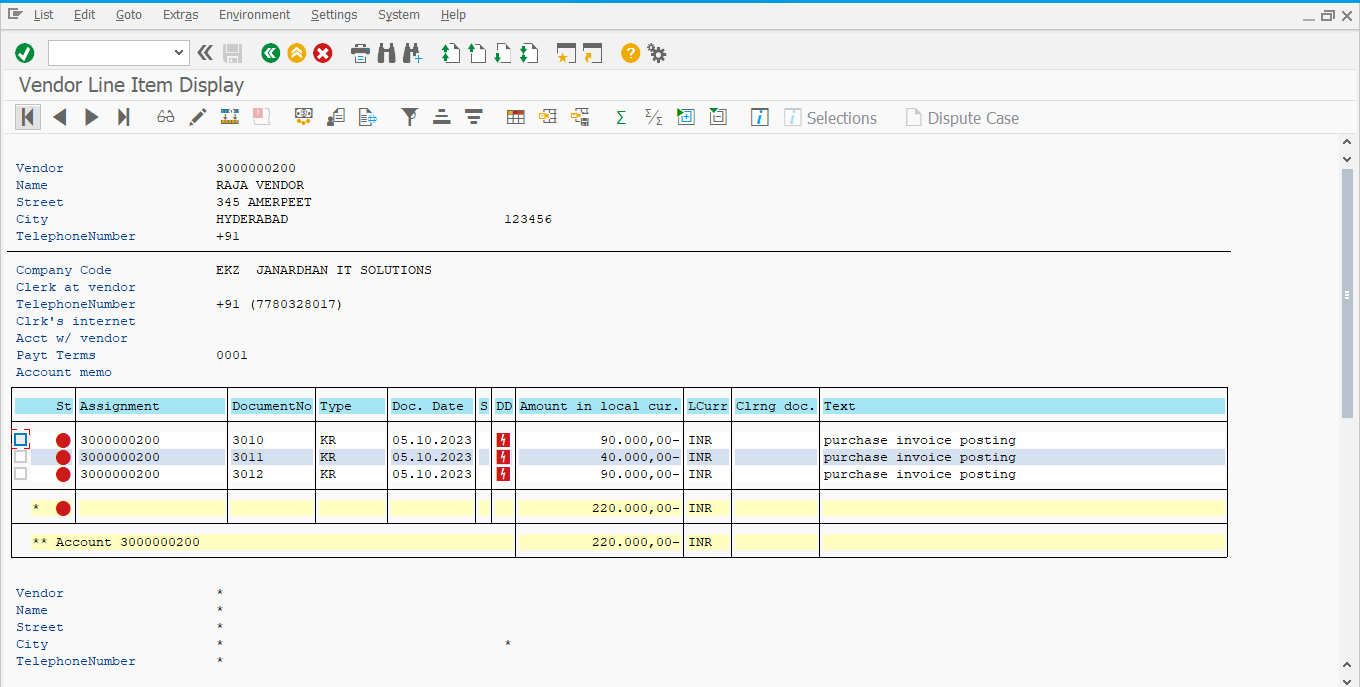 List Edit Goto Extras Environment Settings System Help
Vendor Line Item Display
Selections Dispute Case
Vendor 3000000200
Name RAJA VENDOR
Street 345 AMERPEET
City HYDERABAD 123456
TelephoneNumber +91
Company Code EKZ JANARDHAN IT SOLUTIONS
Clerk at vendor
TelephoneNumber +91 (7780328017)
Clrk's internet
Acct w/ vendor
Payt Terms 0001
Account memo
St Assignment DocumentNo Type Doc. Date S DD Amount in local cur. LCurr Clrng doc. Text
3000000200 3010 KR 05.10.2023 90.000,00- INR purchase invoice posting
3000000200 3011 KR 05.10.2023 40.000,00- INR purchase invoice posting
3000000200 3012 KR 05.10.2023 90.000,00- INR purchase invoice posting
* 220.000,00- INR
** Account 3000000200 220.000,00- INR
Vendor *
Name *
Street *
City * *
TelephoneNumber *